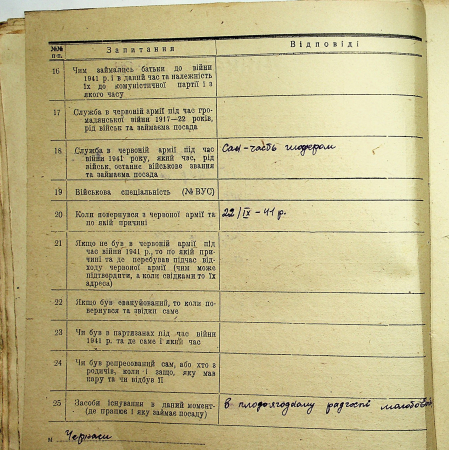 №№ п-п. Запитання Відповіді
16 Чим займались батьки до війни
1941 р. і в даний час та належність
їх до комуністичної партії і з
якого часу
17 Служба в червоній армії під час гро-
мадянської війни 1917—22 років,
рід військ та займаєма посада
18 Служба в червоній армії під час
війни 1941 року, який час, рід
військ, останнє військове звання
та займаєма посада
Сан-часть шофером
19 Військова спеціальність (№ ВУС)
20 Коли повернувся з червоної армії та
по якій причині
22/IX - 41 р.
21 Якщо не був в червоній армії під
час війни 1941 р., то по якій при-
чині та де перебував підчас від-
ходу червоної армії (чим може
підтвердити, а коли свідками то їх
адреса)
22 Якщо був евакуйований, то коли по-
вернувся та звідки саме
23 Чи був в партизанах під час війни
1941 р. та де саме і який час
24 Чи був репресований сам, або хто з
родичів, коли і защо, яку мав
кару та чи відбув її
25 Засоби існування в даний момент-
(де працює і яку займає посаду)
в плодоягодному радгоспі
м Черкаси